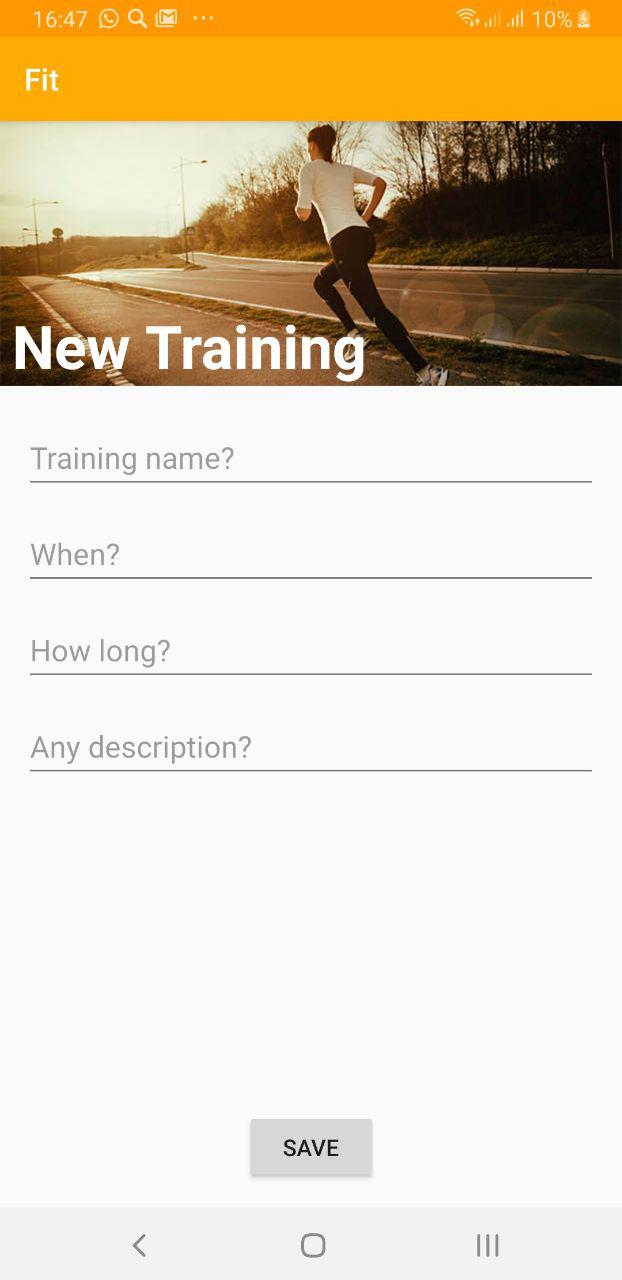 16:47 10%
Fit
New Training
Training name?
When?
How long?
Any description?
SAVE